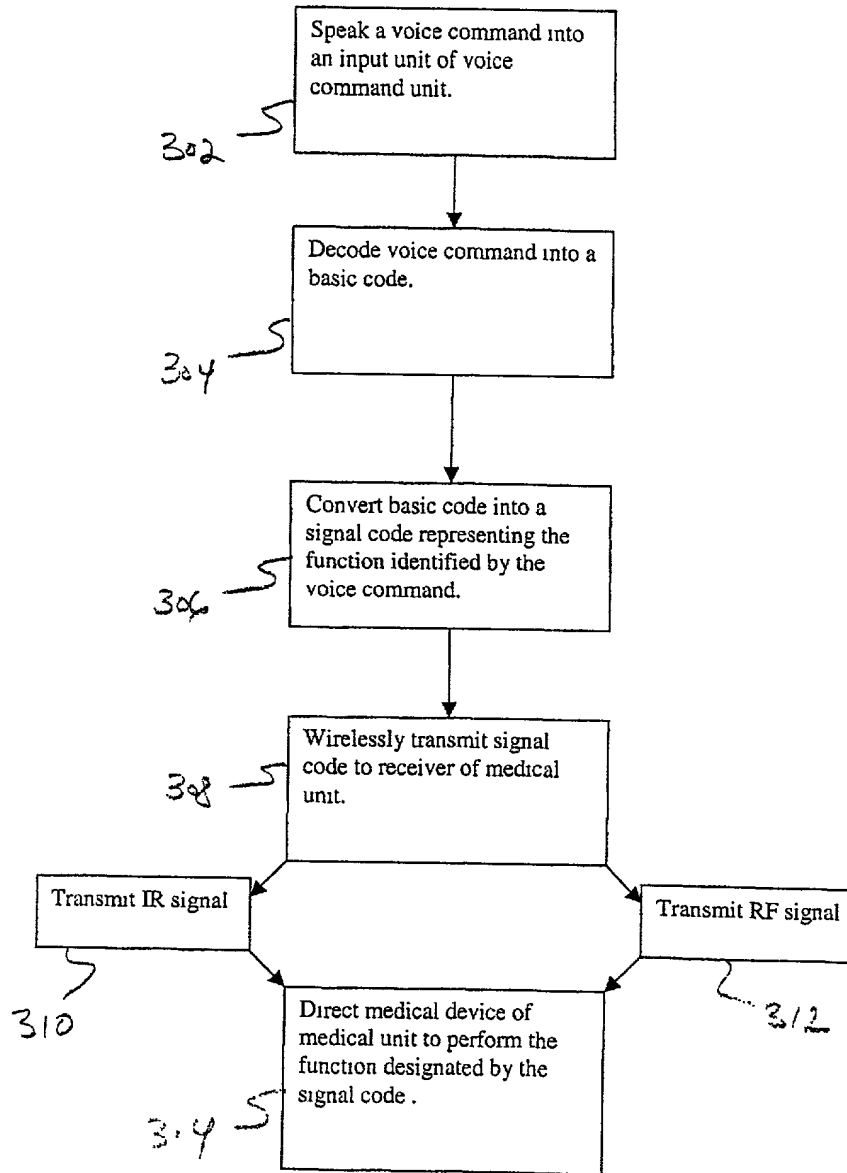 Speak a voice command into
an input unit of voice
command unit.
302
Decode voice command into a
basic code.
304
Convert basic code into a
signal code representing the
function identified by the
voice command.
306
Wirelessly transmit signal
code to receiver of medical
unit.
308
Transmit IR signal
310
Transmit RF signal
312
Direct medical device of
medical unit to perform the
function designated by the
signal code .
314